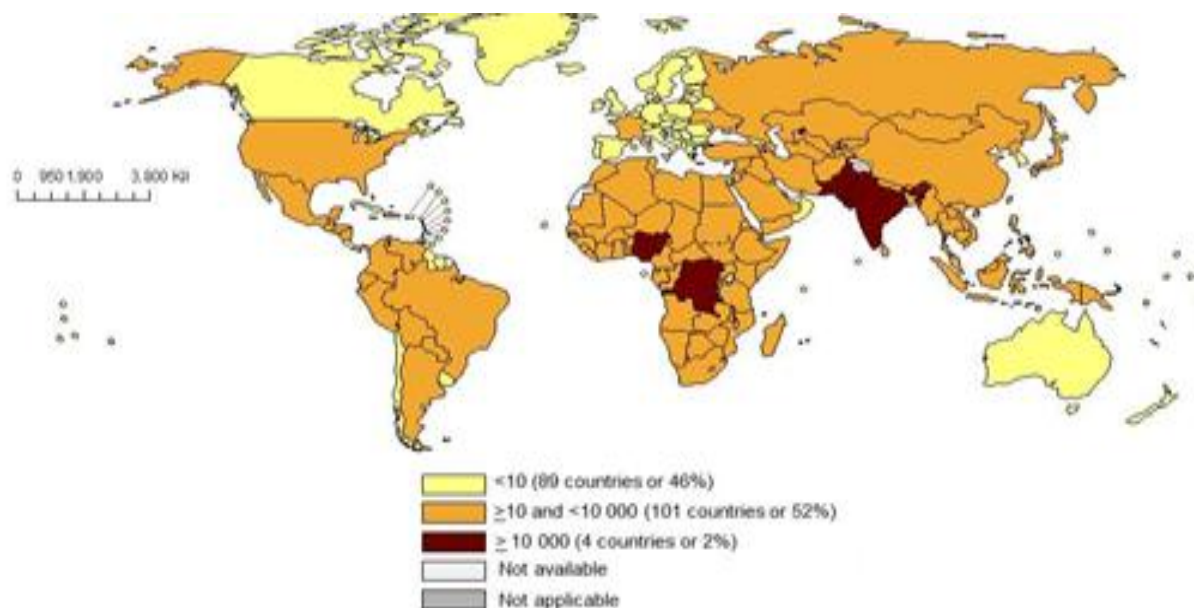 0 950 1,900 3,800 Kil
<10 (89 countries or 46%)
≥10 and <10 000 (101 countries or 52%)
≥ 10 000 (4 countries or 2%)
Not available
Not applicable